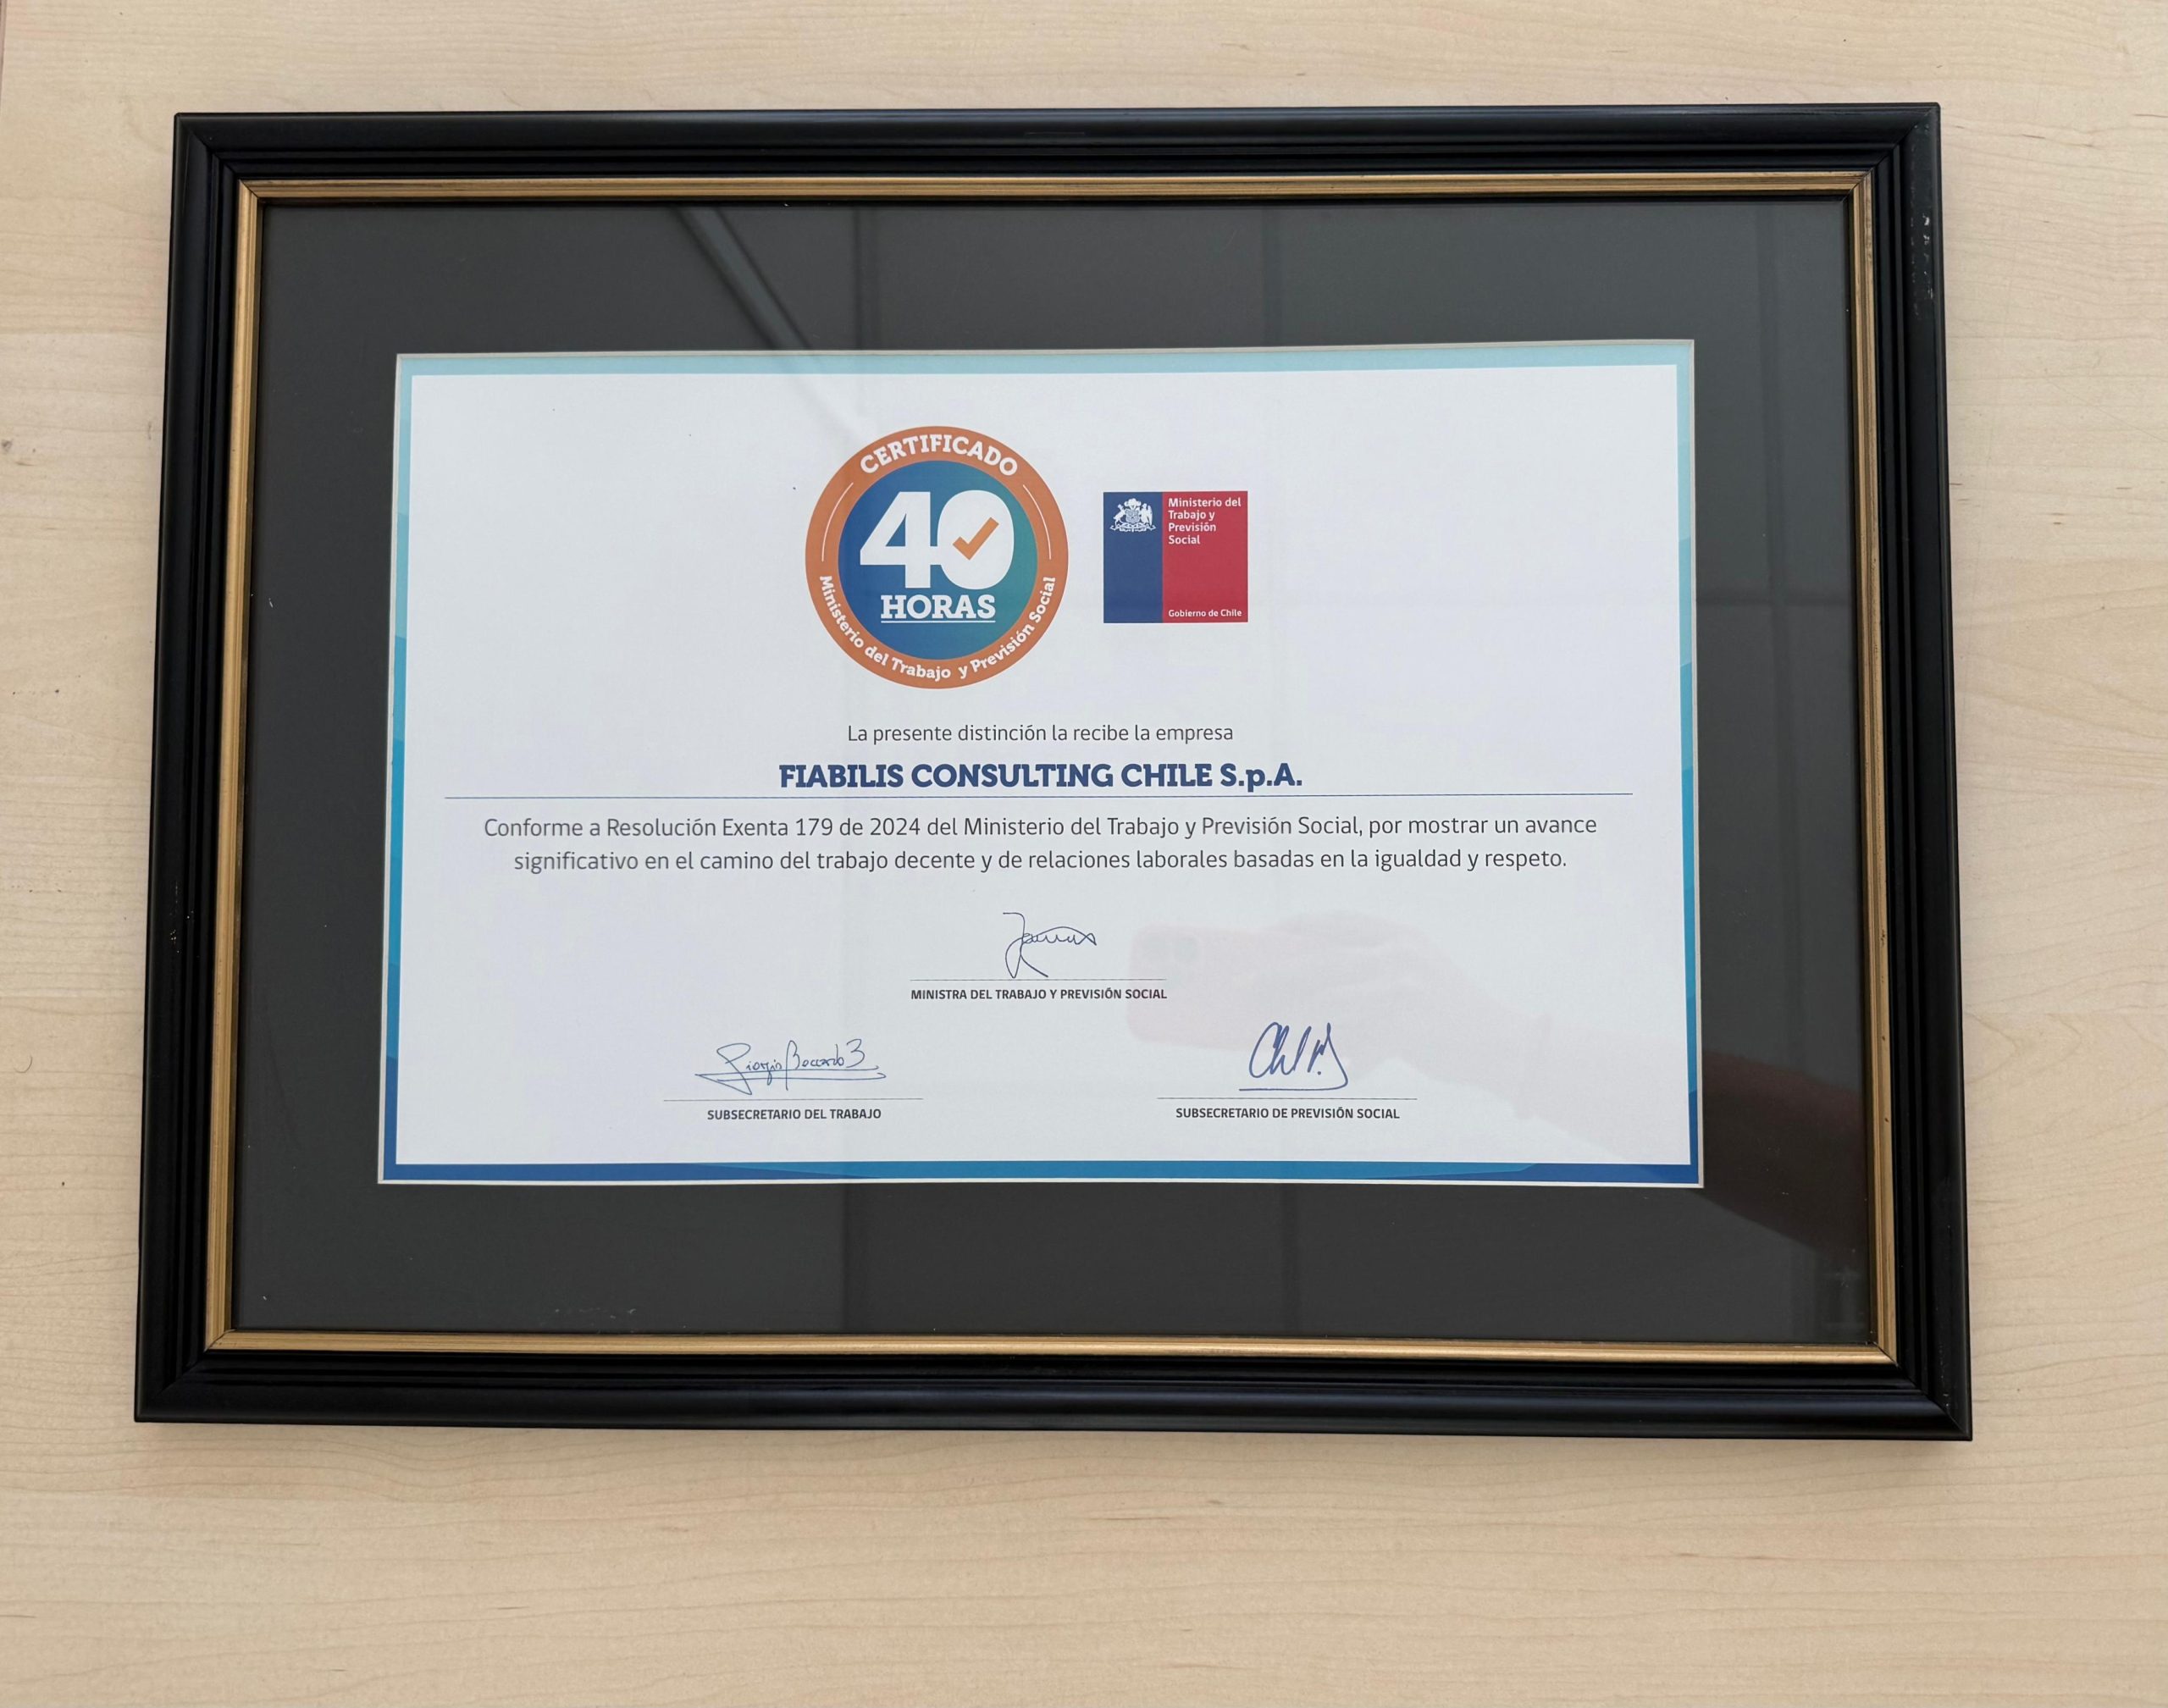 CERTIFICADO
40
HORAS
Ministerio del Trabajo y Previsión Social
Ministerio del
Trabajo y
Previsión
Social
Gobierno de Chile
La presente distinción la recibe la empresa
FIABILIS CONSULTING CHILE S.p.A.
Conforme a Resolución Exenta 179 de 2024 del Ministerio del Trabajo y Previsión Social, por mostrar un avance
significativo en el camino del trabajo decente y de relaciones laborales basadas en la igualdad y respeto.
MINISTRA DEL TRABAJO Y PREVISIÓN SOCIAL
SUBSECRETARIO DEL TRABAJO
SUBSECRETARIO DE PREVISIÓN SOCIAL